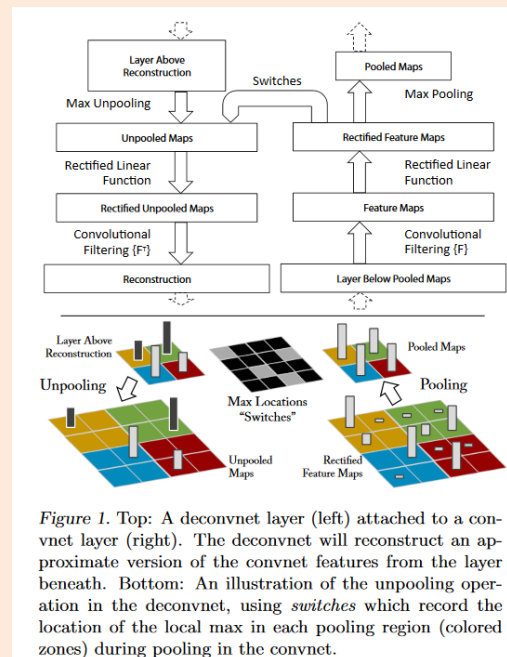 Layer Above
Reconstruction
Pooled Maps
Switches
Max Unpooling
Max Pooling
Unpooled Maps
Rectified Feature Maps
Rectified Linear
Function
Rectified Linear
Function
Rectified Unpooled Maps
Feature Maps
Convolutional
Filtering {Fᵀ}
Convolutional
Filtering {F}
Reconstruction
Layer Below Pooled Maps
Layer Above
Reconstruction
Pooled Maps
Unpooling
Max Locations
“Switches”
Pooling
Unpooled
Maps
Rectified
Feature Maps
Figure 1. Top: A deconvnet layer (left) attached to a con-
vnet layer (right). The deconvnet will reconstruct an ap-
proximate version of the convnet features from the layer
beneath. Bottom: An illustration of the unpooling oper-
ation in the deconvnet, using switches which record the
location of the local max in each pooling region (colored
zones) during pooling in the convnet.